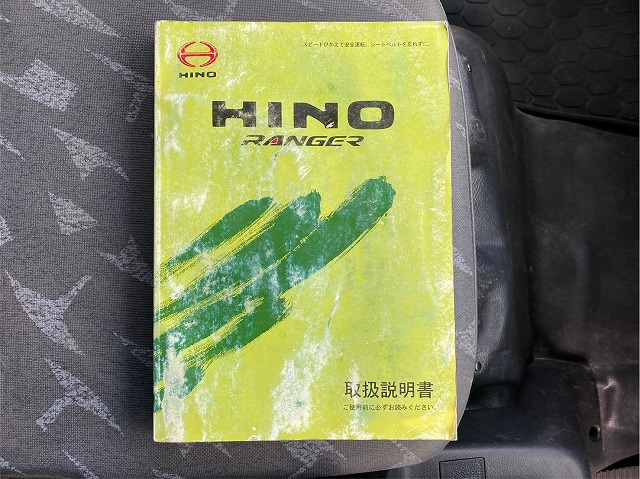 スピードひかえて安全運転、シートベルトを忘れずに。
HINO
HINO
RANGER
取扱説明書
ご使用前に必ずお読みください。